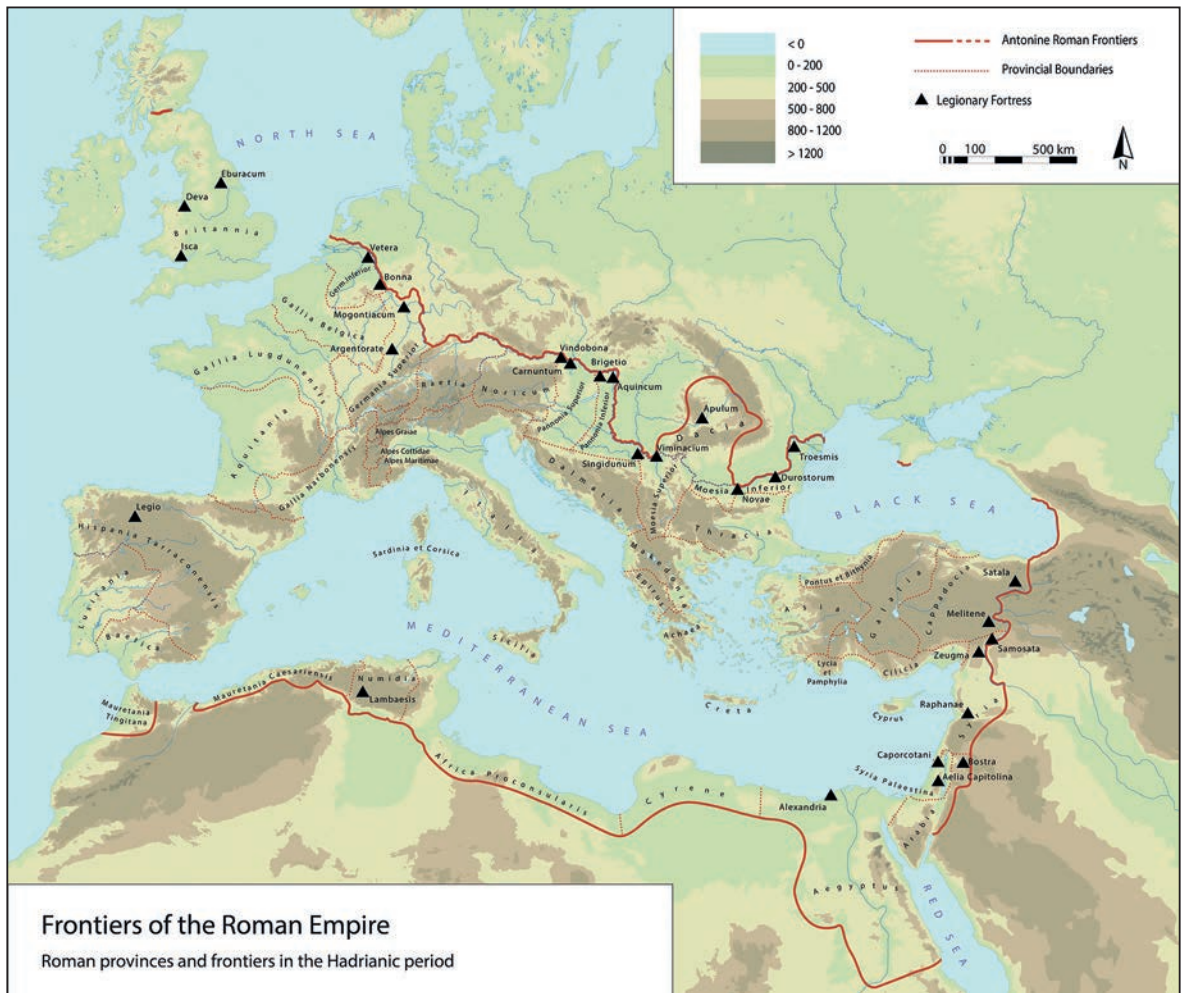 < 0
0 - 200
200 - 500
500 - 800
800 - 1200
> 1200
Antonine Roman Frontiers
Provincial Boundaries
Legionary Fortress
0 100 500 km
N
NORTH SEA
Eburacum
Deva
Britannia
Isca
Vetera
Germ.Inferior
Bonna
Gallia Belgica
Mogontiacum
Argentorate
Gallia Lugdunensis
Germania Superior
Raetia
Noricum
Vindobona
Carnuntum
Brigetio
Aquincum
Pannonia Superior
Pannonia Inferior
Apulum
Dacia
Aquitania
Alpes Graiae
Alpes Cottidae
Alpes Maritimae
Gallia Narbonensis
Singidunum
Viminacium
Troesmis
Durostorum
Moesia Inferior
Novae
Moesia Superior
Dalmatia
Italia
Thracia
BLACK SEA
Legio
Hispania Tarraconensis
Lusitania
Baetica
Sardinia et Corsica
Makedonia
Epirus
Achaea
Pontus et Bithynia
Asia
Galatia
Cappadocia
Satala
Melitene
Samosata
Zeugma
Lycia
et
Pamphylia
Cilicia
Sicilia
MEDITERRANEAN SEA
Creta
Cyprus
Raphanae
Syria
Mauretania
Tingitana
Mauretania Caesariensis
Numidia
Lambaesis
Africa Proconsularis
Cyrene
Alexandria
Caporcotani
Bostra
Aelia Capitolina
Syria Palaestina
Arabia
Aegyptus
RED SEA
Frontiers of the Roman Empire
Roman provinces and frontiers in the Hadrianic period